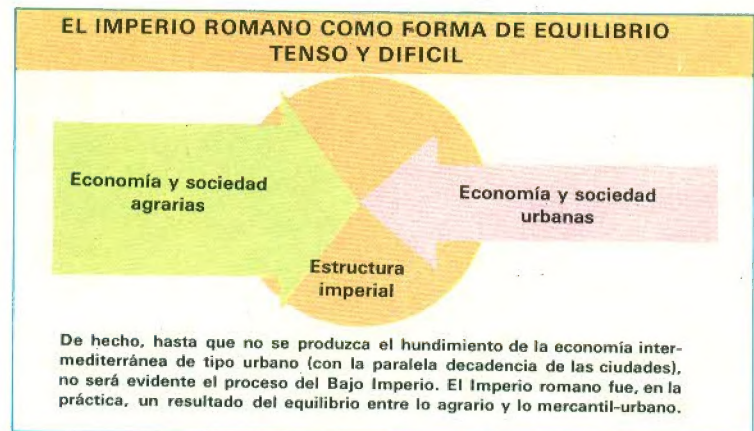 EL IMPERIO ROMANO COMO FORMA DE EQUILIBRIO
TENSO Y DIFICIL
Economía y sociedad
agrarias
Economía y sociedad
urbanas
Estructura
imperial
De hecho, hasta que no se produzca el hundimiento de la economía inter-
mediterránea de tipo urbano (con la paralela decadencia de las ciudades),
no será evidente el proceso del Bajo Imperio. El Imperio romano fue, en la
práctica, un resultado del equilibrio entre lo agrario y lo mercantil-urbano.